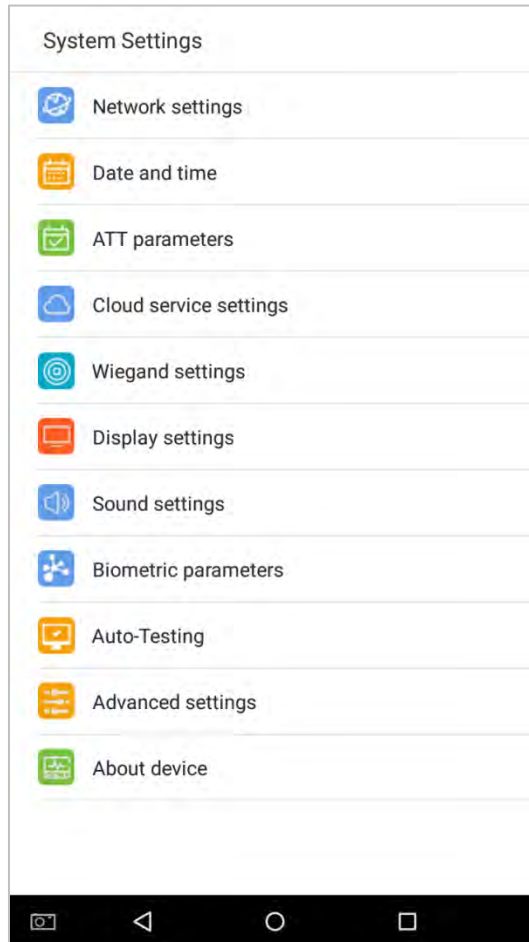 System Settings
Network settings
Date and time
ATT parameters
Cloud service settings
Wiegand settings
Display settings
Sound settings
Biometric parameters
Auto-Testing
Advanced settings
About device